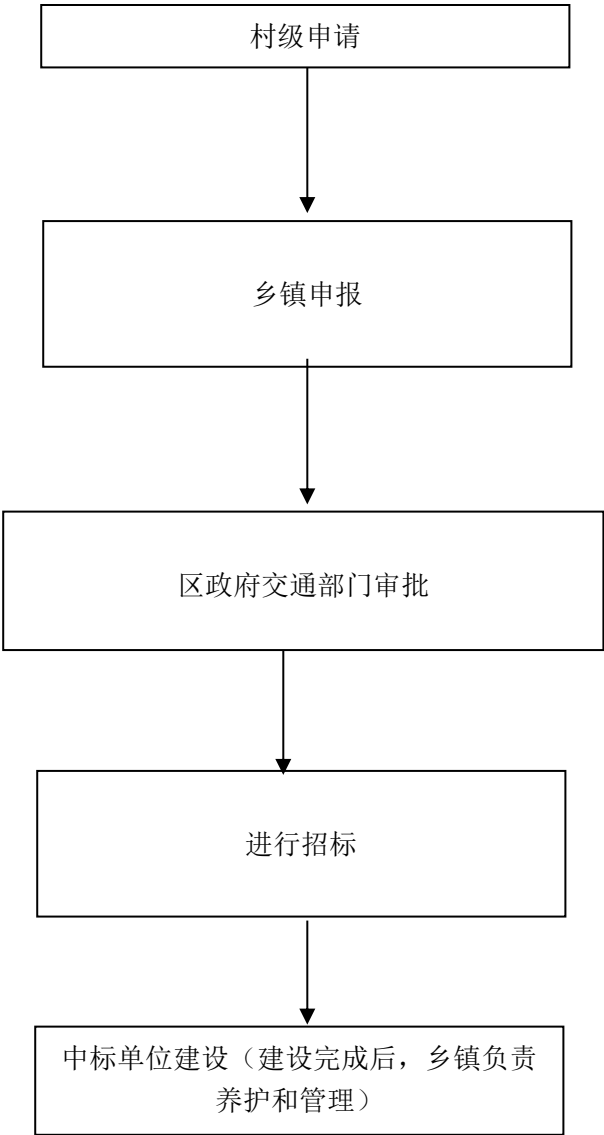 村级申请
乡镇申报
区政府交通部门审批
进行招标
中标单位建设（建设完成后，乡镇负责
养护和管理）